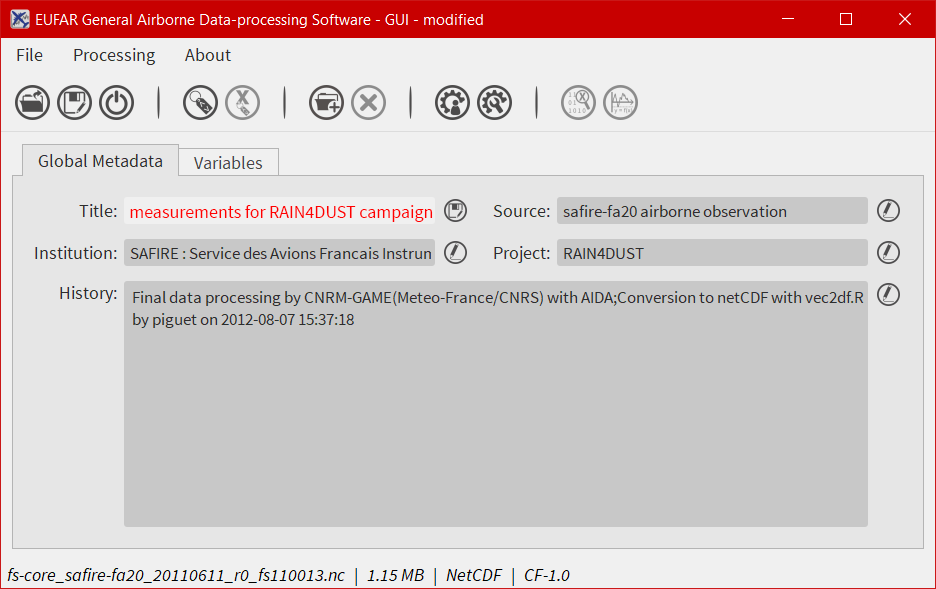 EUFAR General Airborne Data-processing Software - GUI - modified
File Processing About
Global Metadata Variables
Title: measurements for RAIN4DUST campaign Source: safire-fa20 airborne observation
Institution: SAFIRE : Service des Avions Francais Instrun Project: RAIN4DUST
History: Final data processing by CNRM-GAME(Meteo-France/CNRS) with AIDA;Conversion to netCDF with vec2df.R
by piguet on 2012-08-07 15:37:18
fs-core_safire-fa20_20110611_r0_fs110013.nc | 1.15 MB | NetCDF | CF-1.0